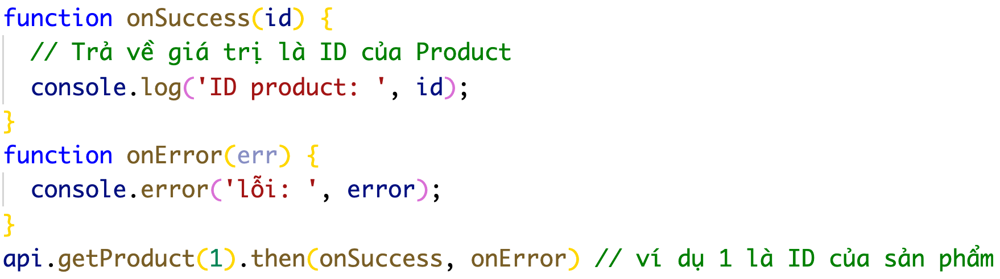 function onSuccess(id) {
  // Trả về giá trị là ID của Product
  console.log('ID product: ', id);
}
function onError(err) {
  console.error('lỗi: ', error);
}
api.getProduct(1).then(onSuccess, onError) // ví dụ 1 là ID của sản phẩm